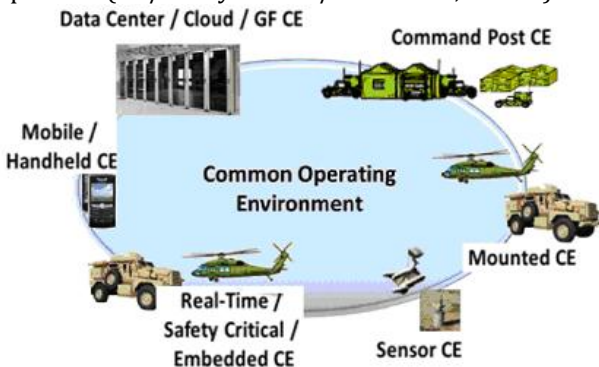 Data Center / Cloud / GF CE
Command Post CE
Mobile /
Handheld CE
Common Operating
Environment
Mounted CE
Real-Time /
Safety Critical /
Embedded CE
Sensor CE